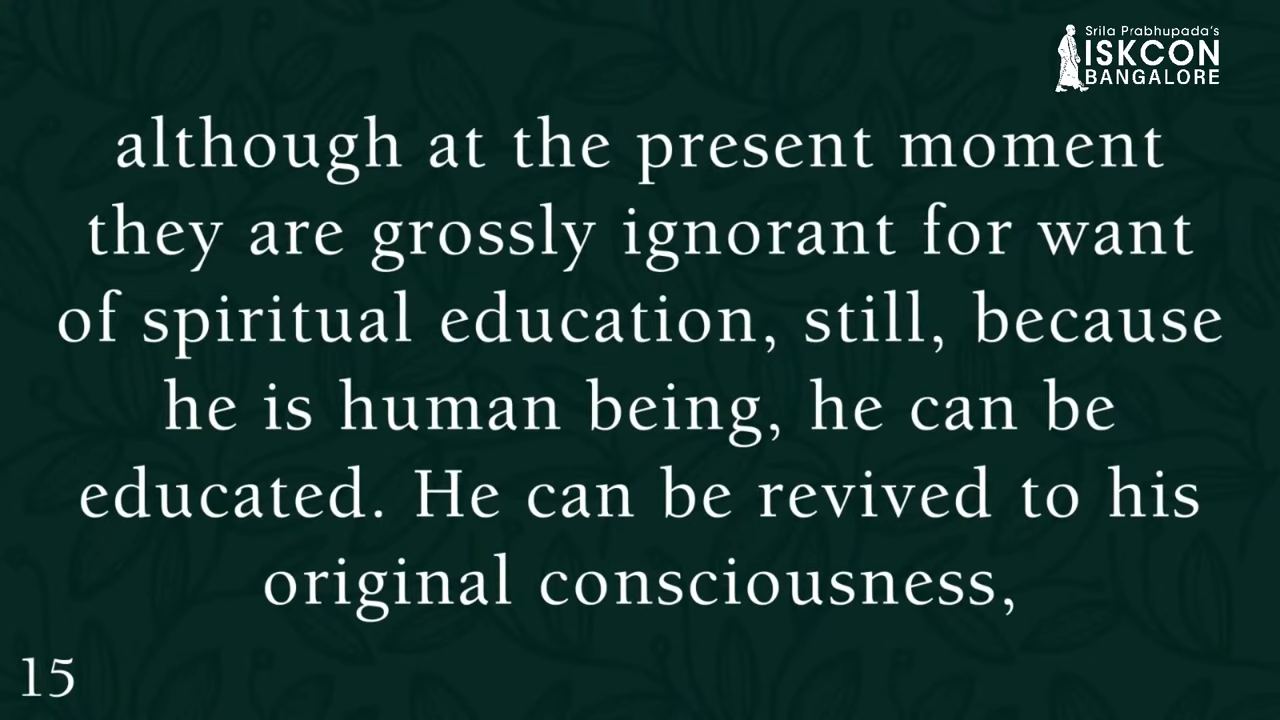 Srila Prabhupada's
ISKCON
BANGALORE
although at the present moment
they are grossly ignorant for want
of spiritual education, still, because
he is human being, he can be
educated. He can be revived to his
original consciousness,
15